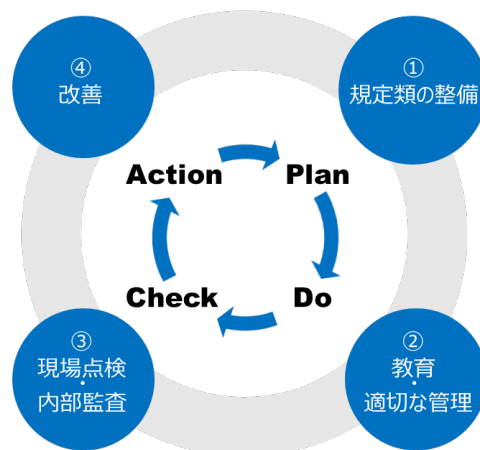 ④
改善
①
規定類の整備
Action
Plan
Check
Do
③
現場点検
・
内部監査
②
教育
・
適切な管理